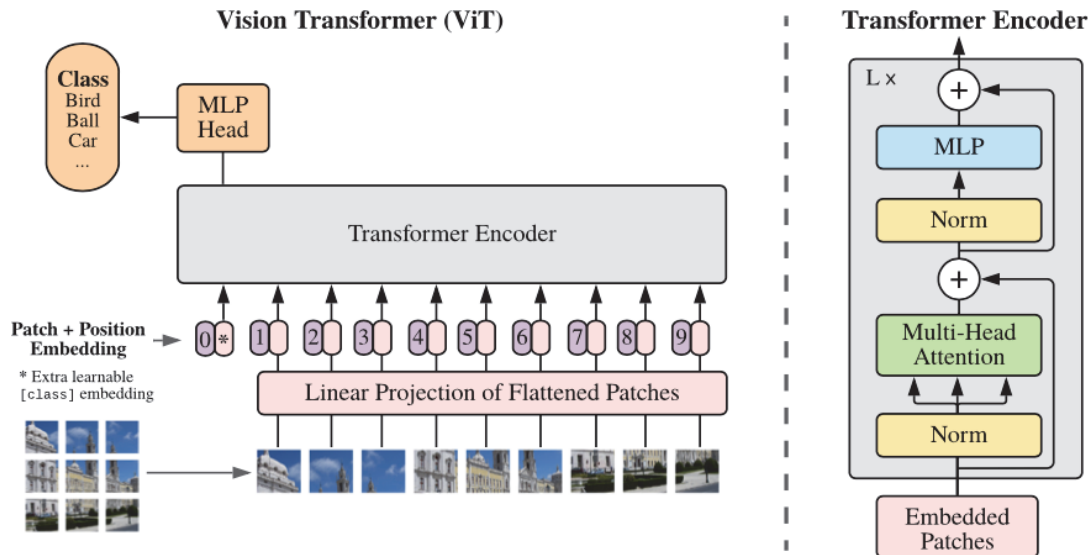 Vision Transformer (ViT)
Class
Bird
Ball
Car
...
MLP
Head
Transformer Encoder
Patch + Position
Embedding
0 * 1 2 3 4 5 6 7 8 9
* Extra learnable
[class] embedding
Linear Projection of Flattened Patches
Transformer Encoder
L ×
+
MLP
Norm
+
Multi-Head
Attention
Norm
Embedded
Patches